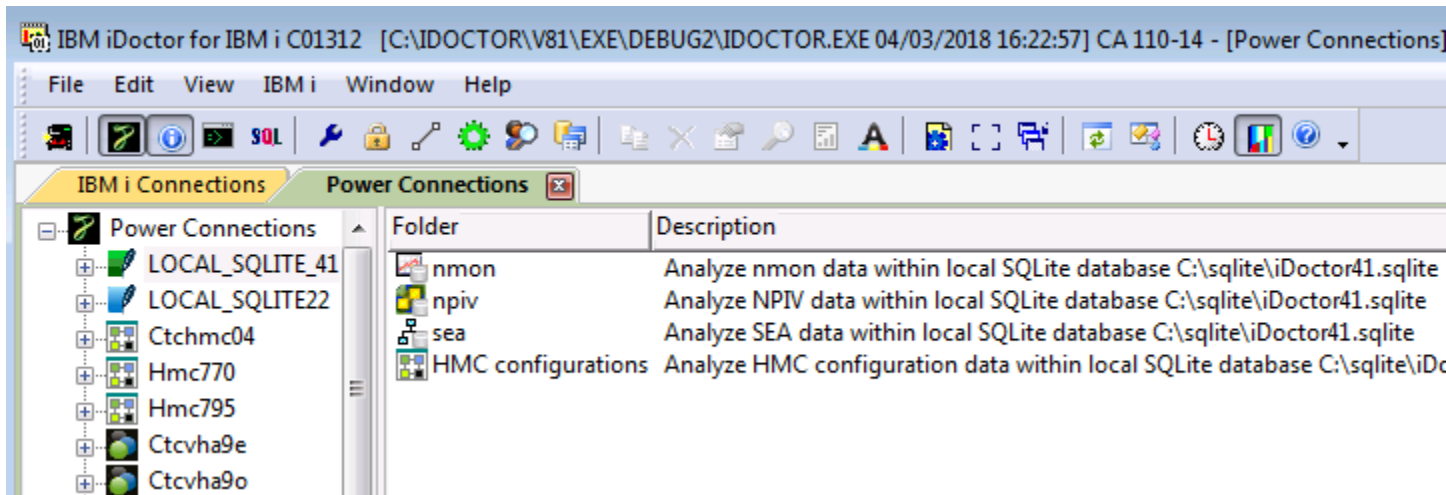 IBM iDoctor for IBM i C01312 [C:\IDOCTOR\V81\EXE\DEBUG2\IDOCTOR.EXE 04/03/2018 16:22:57] CA 110-14 - [Power Connections]
File Edit View IBM i Window Help
SQL A
IBM i Connections Power Connections
Power Connections
LOCAL_SQLITE_41
LOCAL_SQLITE22
Ctchmc04
Hmc770
Hmc795
Ctcvha9e
Ctcvha9o
Folder Description
nmon Analyze nmon data within local SQLite database C:\sqlite\iDoctor41.sqlite
npiv Analyze NPIV data within local SQLite database C:\sqlite\iDoctor41.sqlite
sea Analyze SEA data within local SQLite database C:\sqlite\iDoctor41.sqlite
HMC configurations Analyze HMC configuration data within local SQLite database C:\sqlite\iDo